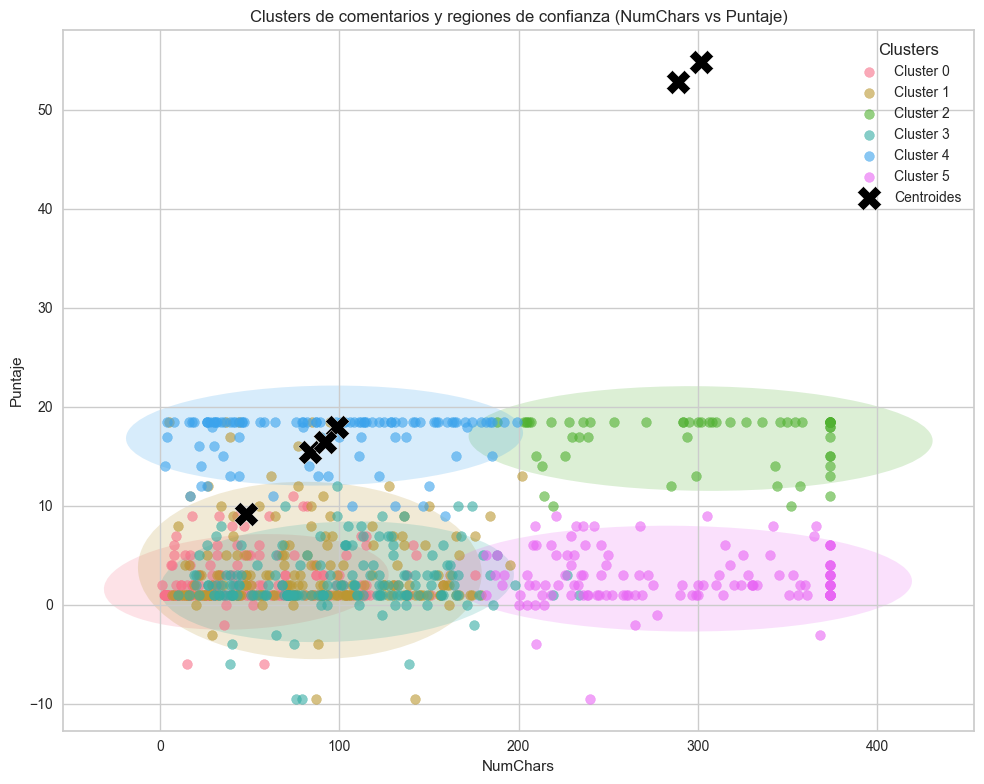 Clusters de comentarios y regiones de confianza (NumChars vs Puntaje)
Clusters
Cluster 0
Cluster 1
Cluster 2
Cluster 3
Cluster 4
Cluster 5
Centroides
Puntaje
50
40
30
20
10
0
−10
0
100
200
300
400
NumChars